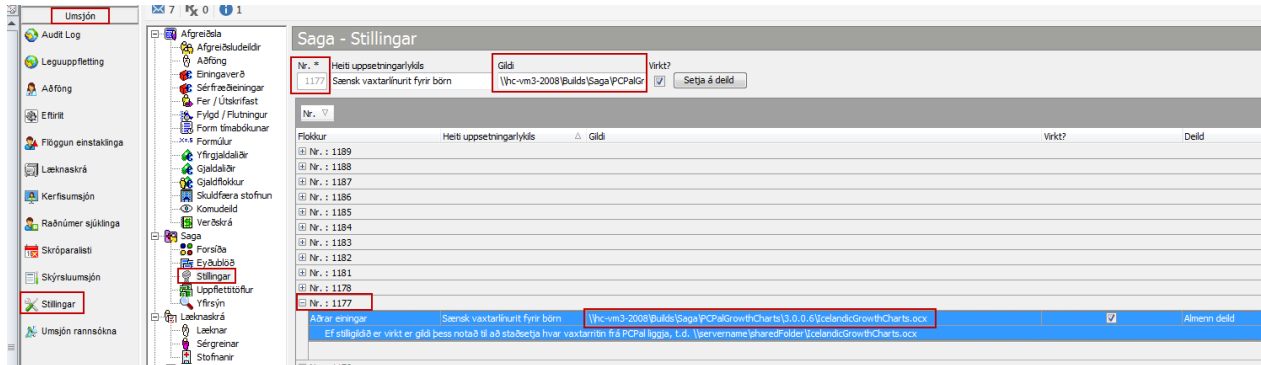 Umsjón
Audit Log
Leguuppfletting
Aðföng
Eftirlit
Flöggun einstaklinga
Læknaskrá
Kerfisumsjón
Raðnúmer sjúklinga
Skróparalisti
Skýrsluumsjón
Stillingar
Umsjón rannsókna
7 0 1
Afgreiðsla
Afgreiðsludeildir
Aðföng
Einingaverð
Sérfræðieiningar
Fer / Útskrifast
Fylgd / Flutningur
Form tímabókunar
Formúlur
Yfirgjaldaliðir
Gjaldaliðir
Gjaldflokkur
Skuldfæra stofnun
Komudeild
Verðskrá
Saga
Forsíða
Eyðublöð
Stillingar
Uppflettitöflur
Yfirsýn
Læknaskrá
Læknar
Sérgreinar
Stofnanir
Saga - Stillingar
Nr. * Heiti uppsetningarlykils Gildi Virkt?
1177 Sænsk vaxtarlínurit fyrir börn \\hc-vm3-2008\Builds\Saga\PCPalGr Setja á deild
Nr.
Flokkur Heiti uppsetningarlykils Gildi Virkt? Deild
Nr. : 1189
Nr. : 1188
Nr. : 1187
Nr. : 1186
Nr. : 1185
Nr. : 1184
Nr. : 1183
Nr. : 1182
Nr. : 1181
Nr. : 1178
Nr. : 1177
Aðrar einingar Sænsk vaxtarlínurit fyrir börn \\hc-vm3-2008\Builds\Saga\PCPalGrowthCharts\3.0.0.6\IcelandicGrowthCharts.ocx Almenn deild
Ef stilligildið er virkt er gildi þess notað til að staðsetja hvar vaxtarritin frá PCPal liggja, t.d. \\servername\sharedFolder\IcelandicGrowthCharts.ocx